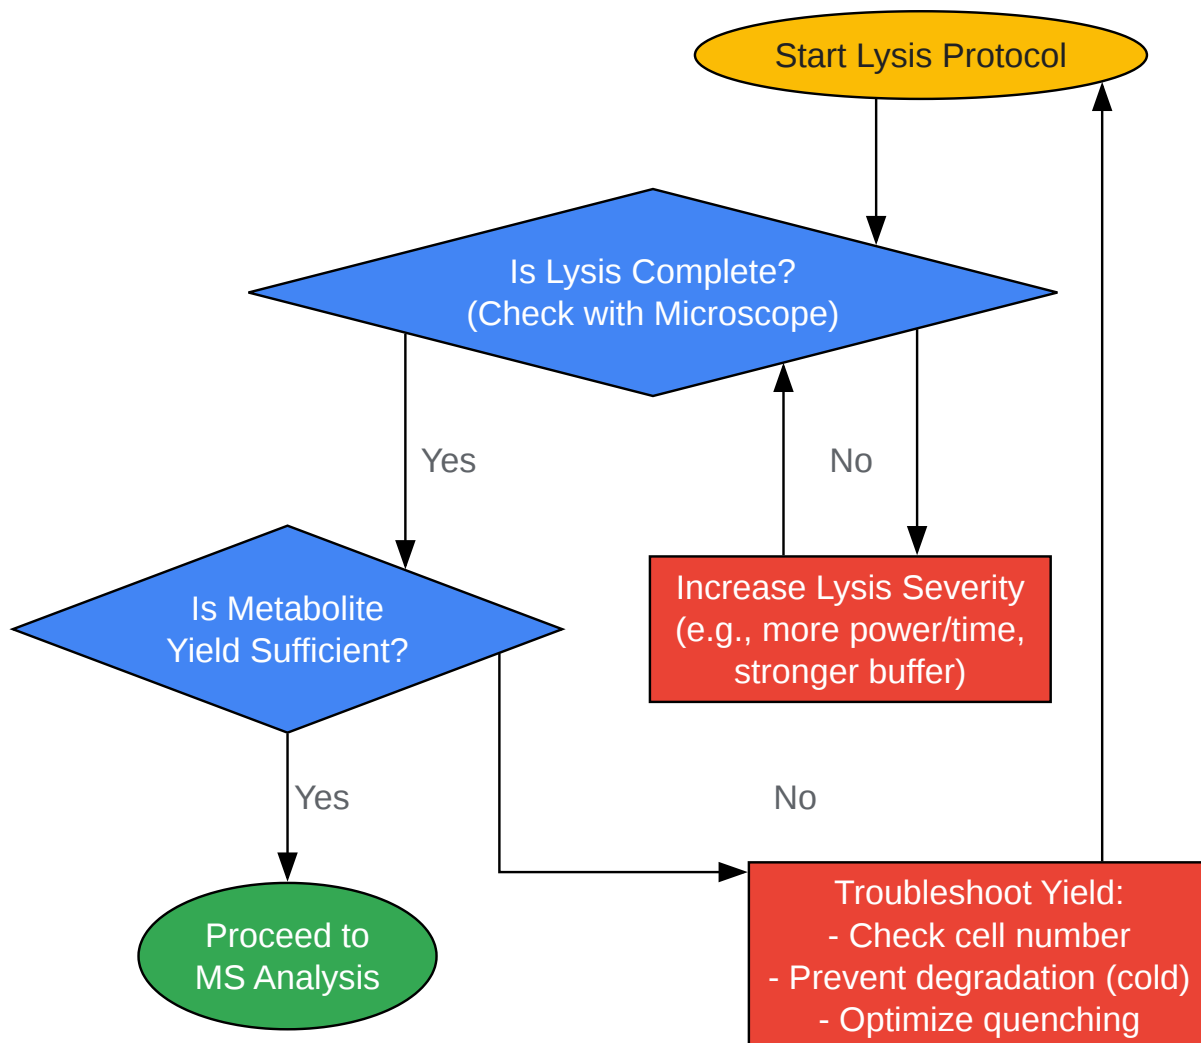 Start Lysis Protocol
Is Lysis Complete?
(Check with Microscope)
Yes
No
Is Metabolite
Yield Sufficient?
Increase Lysis Severity
(e.g., more power/time,
stronger buffer)
Yes
No
Proceed to
MS Analysis
Troubleshoot Yield:
- Check cell number
- Prevent degradation (cold)
- Optimize quenching